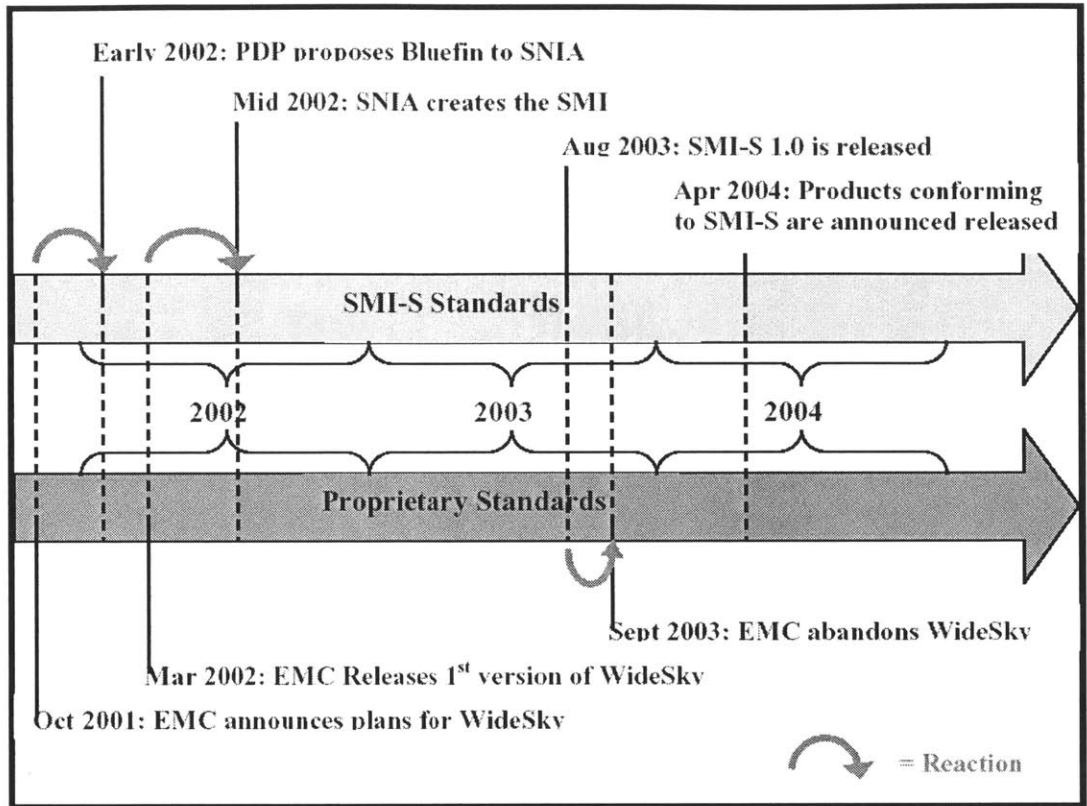 Early 2002: PDP proposes Bluefin to SNIA
Mid 2002: SNIA creates the SMI
Aug 2003: SMI-S 1.0 is released
Apr 2004: Products conforming
to SMI-S are announced released
SMI-S Standards
2002
2003
2004
Proprietary Standards
Sept 2003: EMC abandons WideSky
Mar 2002: EMC Releases 1st version of WideSky
Oct 2001: EMC announces plans for WideSky
= Reaction